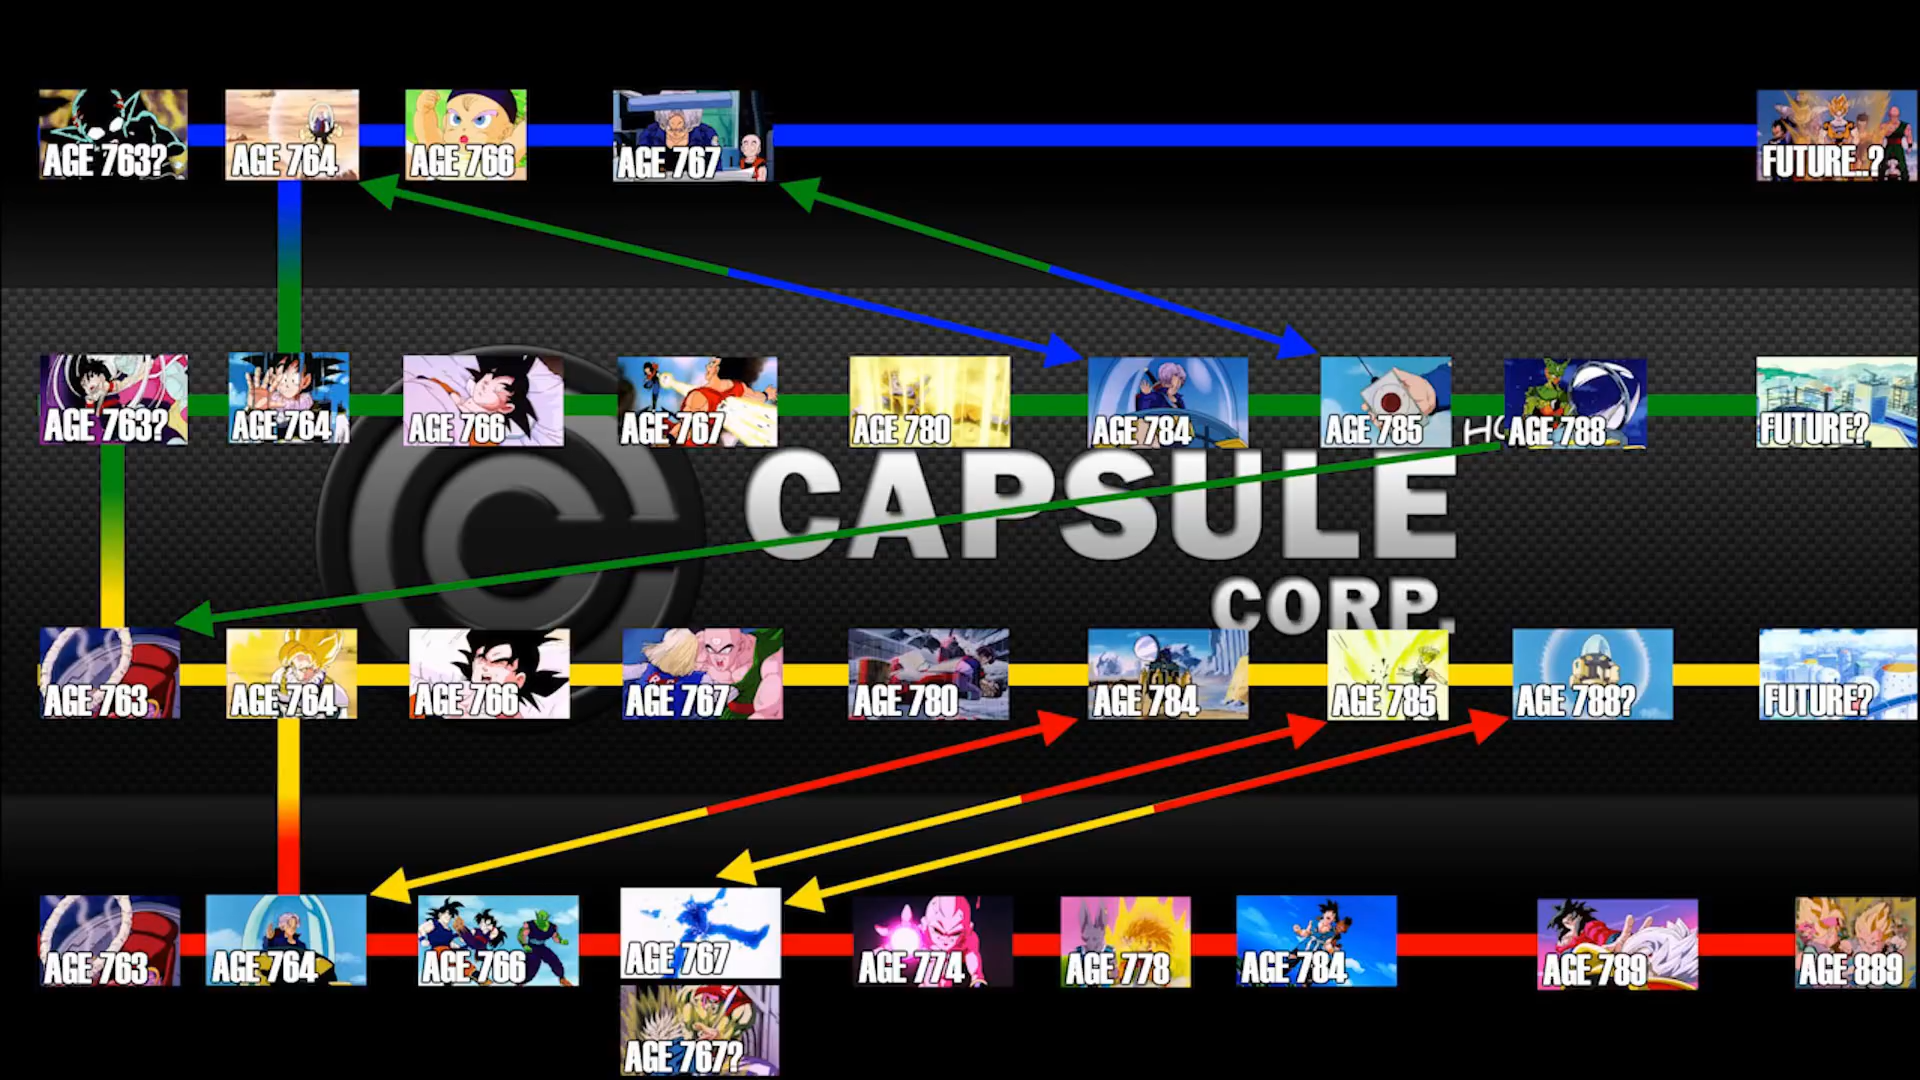 AGE 763?
AGE 764
AGE 766
AGE 767
FUTURE..?
AGE 763?
AGE 764
AGE 766
AGE 767
AGE 780
AGE 784
AGE 785
AGE 788
FUTURE?
CAPSULE
CORP.
AGE 763
AGE 764
AGE 766
AGE 767
AGE 780
AGE 784
AGE 785
AGE 788?
FUTURE?
AGE 763
AGE 764
AGE 766
AGE 767
AGE 774
AGE 778
AGE 784
AGE 789
AGE 889
AGE 767?